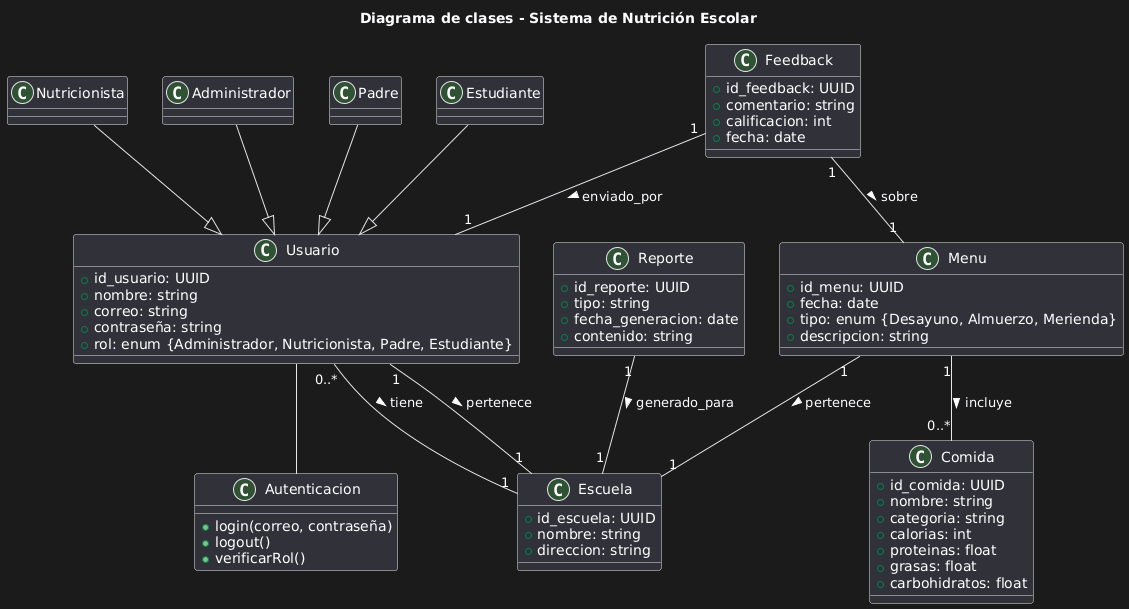 Diagrama de clases - Sistema de Nutrición Escolar
C Nutricionista
C Administrador
C Padre
C Estudiante
C Feedback
id_feedback: UUID
comentario: string
calificacion: int
fecha: date
1
enviado_por
1
1
sobre
1
C Usuario
id_usuario: UUID
nombre: string
correo: string
contraseña: string
rol: enum {Administrador, Nutricionista, Padre, Estudiante}
C Reporte
id_reporte: UUID
tipo: string
fecha_generacion: date
contenido: string
C Menu
id_menu: UUID
fecha: date
tipo: enum {Desayuno, Almuerzo, Merienda}
descripcion: string
0..*
tiene
1
1
pertenece
1
1
generado_para
1
1
pertenece
1
1
incluye
0..*
C Autenticacion
login(correo, contraseña)
logout()
verificarRol()
C Escuela
id_escuela: UUID
nombre: string
direccion: string
C Comida
id_comida: UUID
nombre: string
categoria: string
calorias: int
proteinas: float
grasas: float
carbohidratos: float